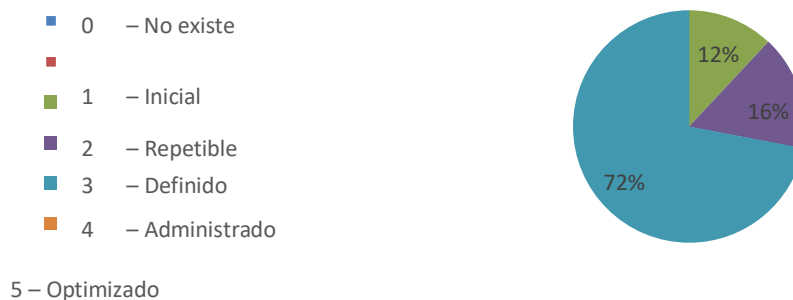 0 – No existe
1 – Inicial
2 – Repetible
3 – Definido
4 – Administrado
5 – Optimizado
12%
16%
72%